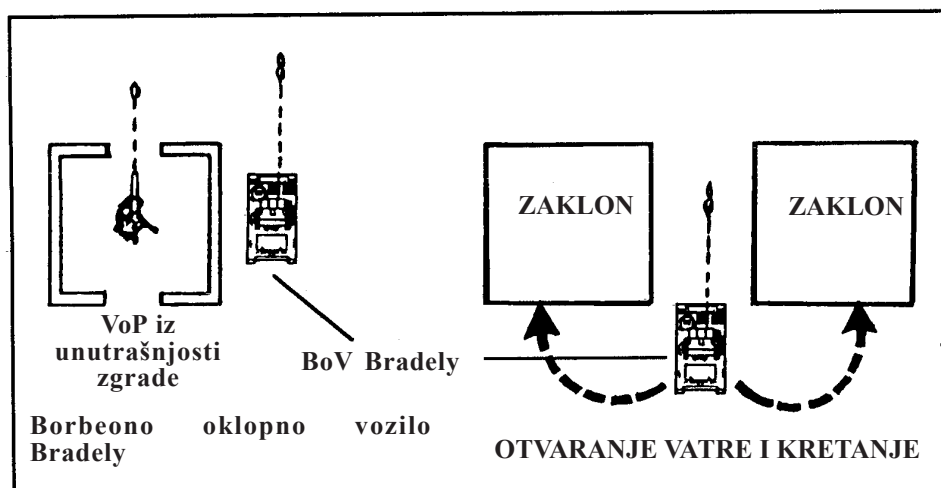 ZAKLON
ZAKLON
VoP iz
unutrašnjosti
zgrade
BoV Bradely
Borbeono oklopno vozilo
Bradely
OTVARANJE VATRE I KRETANJE